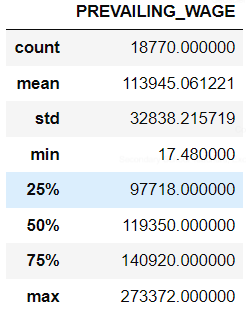 PREVAILING_WAGE
count 18770.000000
mean 113945.061221
std 32838.215719
min 17.480000
25% 97718.000000
50% 119350.000000
75% 140920.000000
max 273372.000000